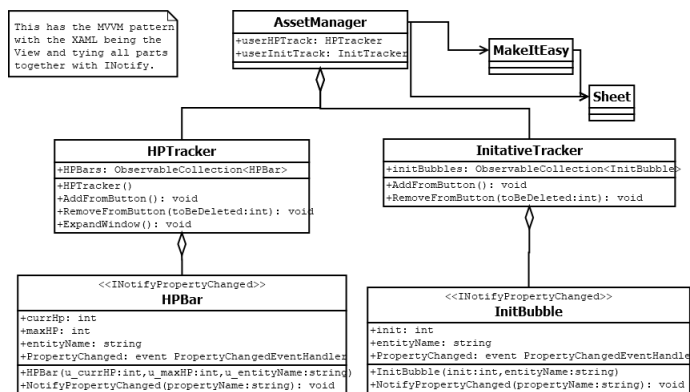 This has the MVVM pattern
with the XAML being the
View and tying all parts
together with INotify.
AssetManager
+userHPTrack: HPTracker
+userInitTrack: InitTracker
MakeItEasy
Sheet
HPTracker
+HPBars: ObservableCollection<HPBar>
+HPTracker()
+AddFromButton(): void
+RemoveFromButton(toBeDeleted:int): void
+ExpandWindow(): void
InitativeTracker
+initBubbles: ObservableCollection<InitBubble>
+AddFromButton(): void
+RemoveFromButton(toBeDeleted:int): void
<<INotifyPropertyChanged>>
HPBar
+currHp: int
+maxHP: int
+entityName: string
+PropertyChanged: event PropertyChangedEventHandler
+HPBar(u_currHP:int,u_maxHP:int,u_entityName:string)
+NotifyPropertyChanged(propertyName:string): void
<<INotifyPropertyChanged>>
InitBubble
+init: int
+entityName: string
+PropertyChanged: event PropertyChangedEventHandle
+InitBubble(init:int,entityName:string)
+NotifyPropertyChanged(propertyName:string): void